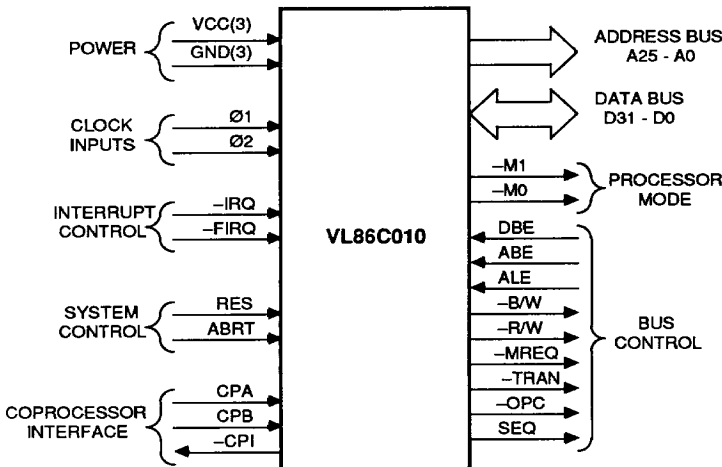 VCC(3)
POWER
GND(3)
CLOCK
INPUTS
Ø1
Ø2
INTERRUPT
CONTROL
–IRQ
–FIRQ
SYSTEM
CONTROL
RES
ABRT
COPROCESSOR
INTERFACE
CPA
CPB
–CPI
VL86C010
ADDRESS BUS
A25 - A0
DATA BUS
D31 - D0
–M1
–M0
PROCESSOR
MODE
DBE
ABE
ALE
–B/W
–R/W
–MREQ
–TRAN
–OPC
SEQ
BUS
CONTROL